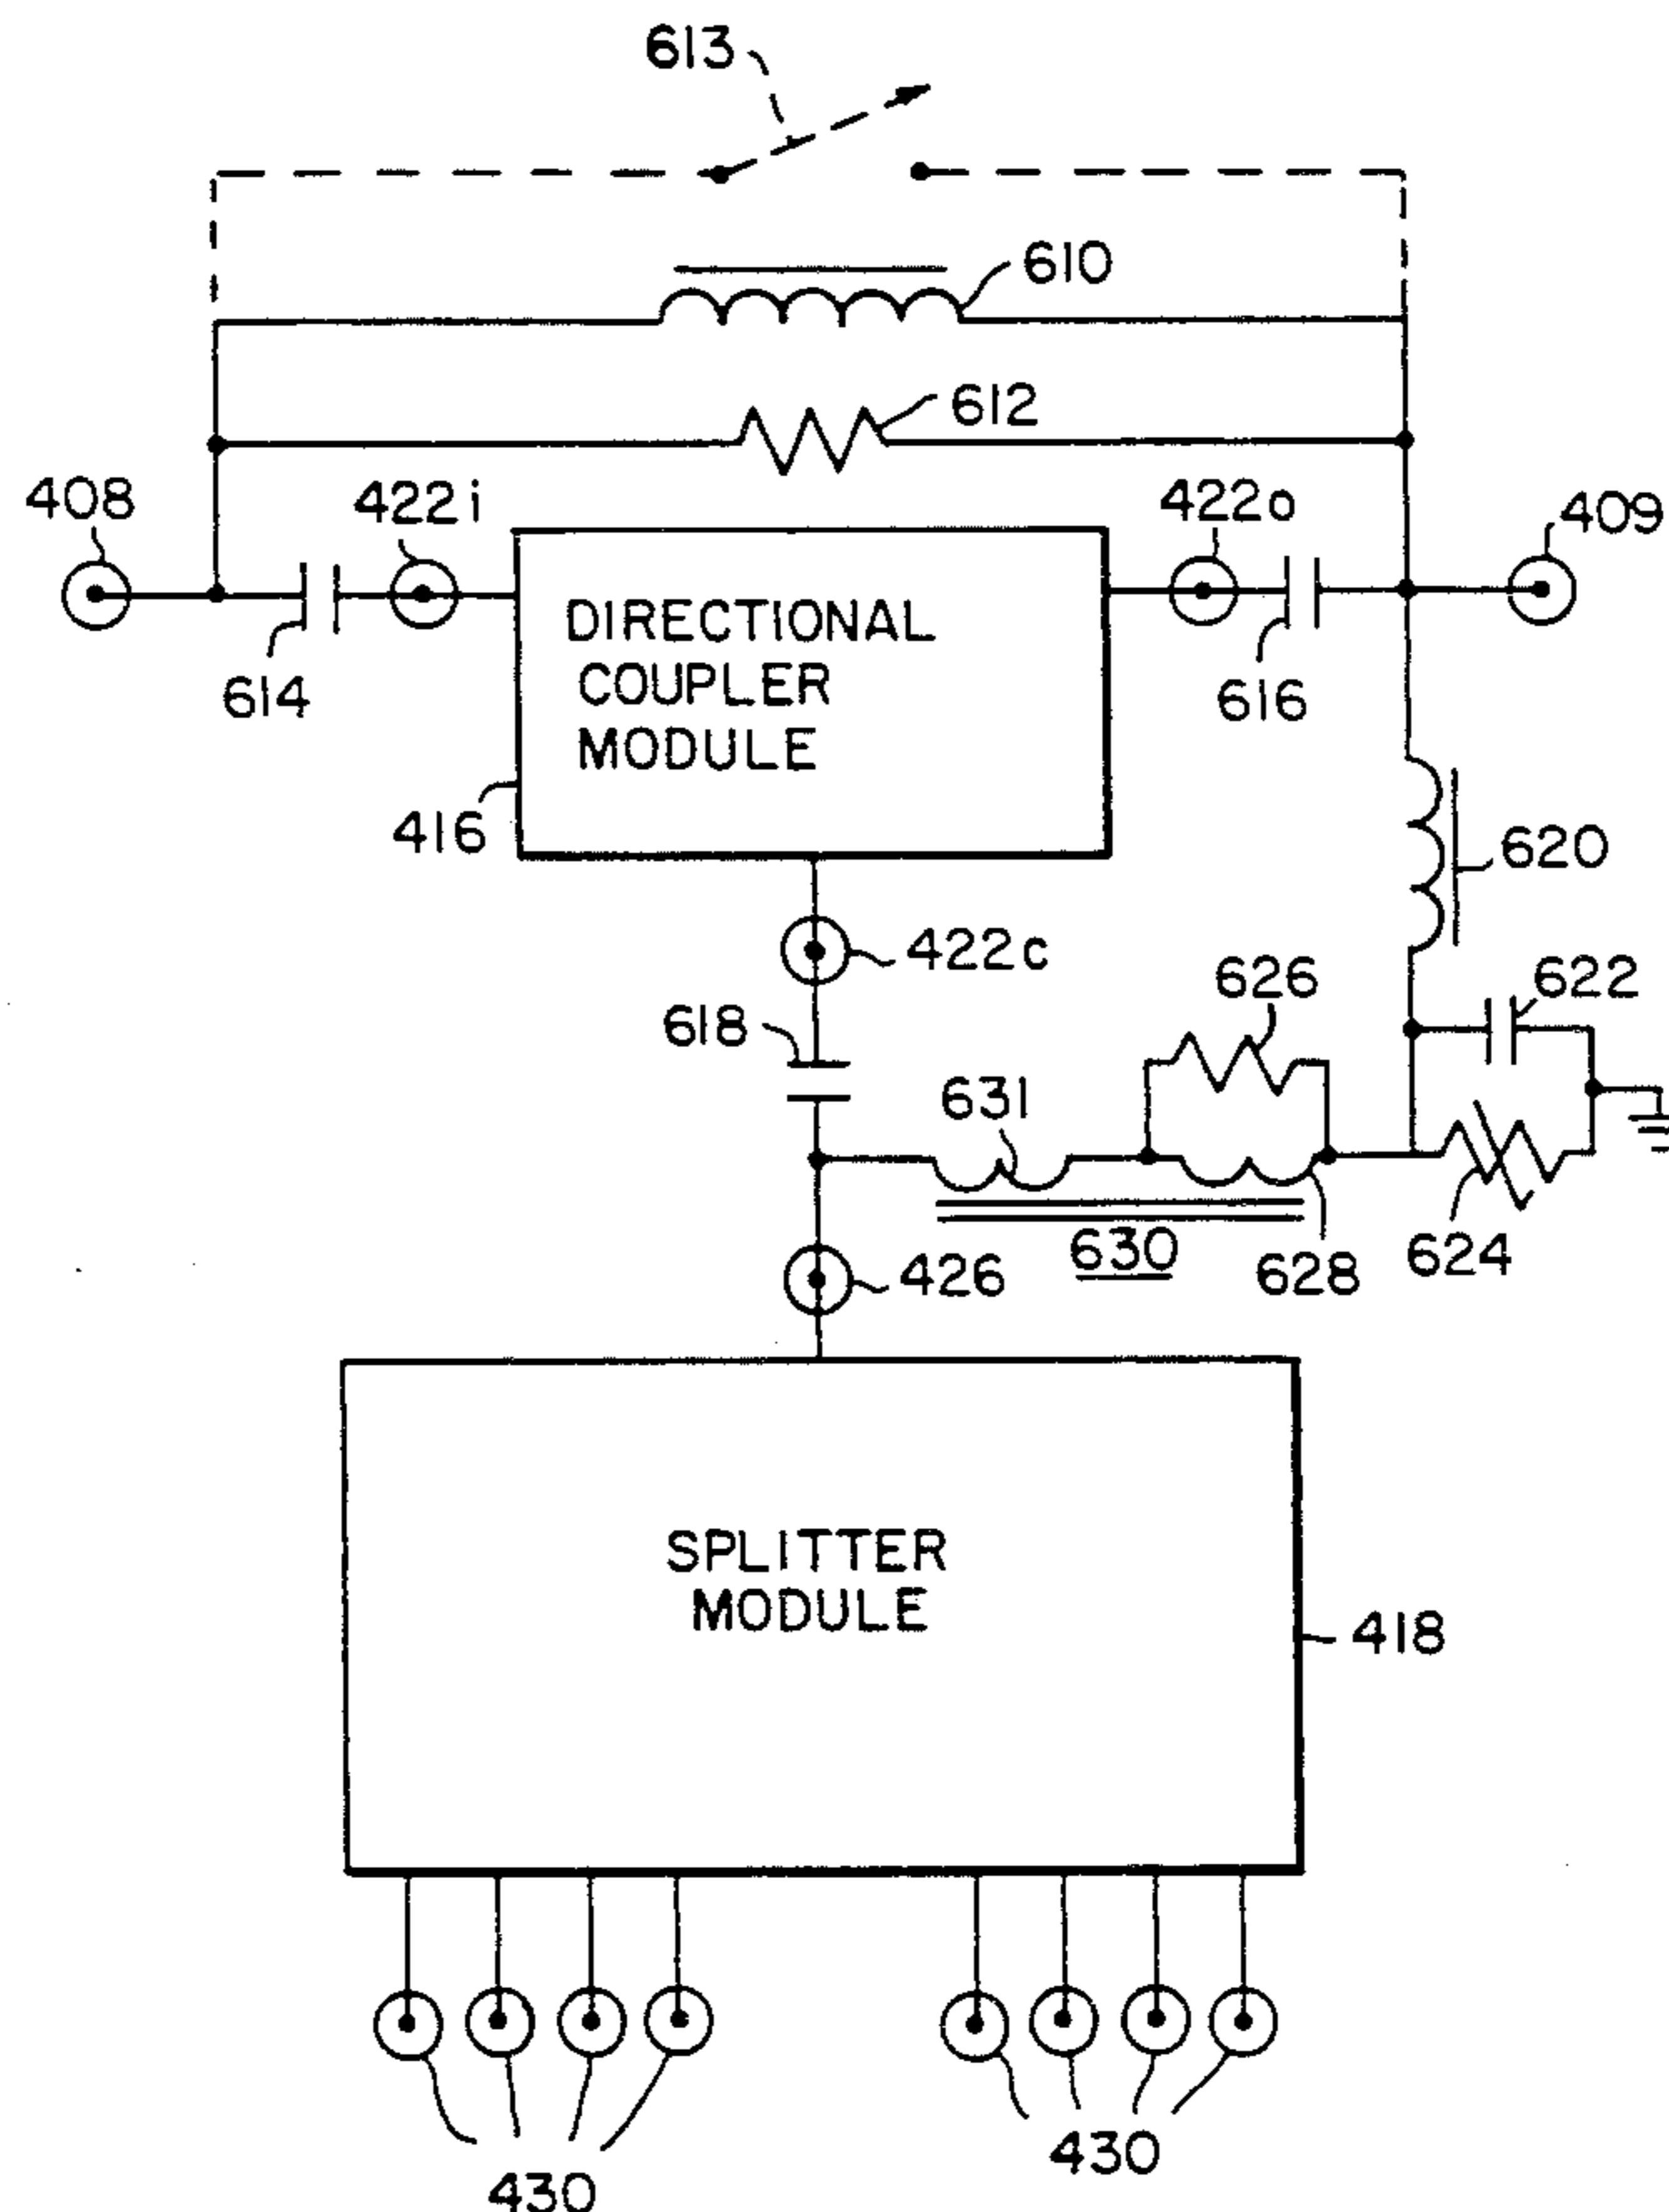 613
610
612
408
422i
422o
409
DIRECTIONAL
COUPLER
MODULE
614
616
416
620
422c
626
622
618
631
630
628
624
426
SPLITTER
MODULE
418
430
430